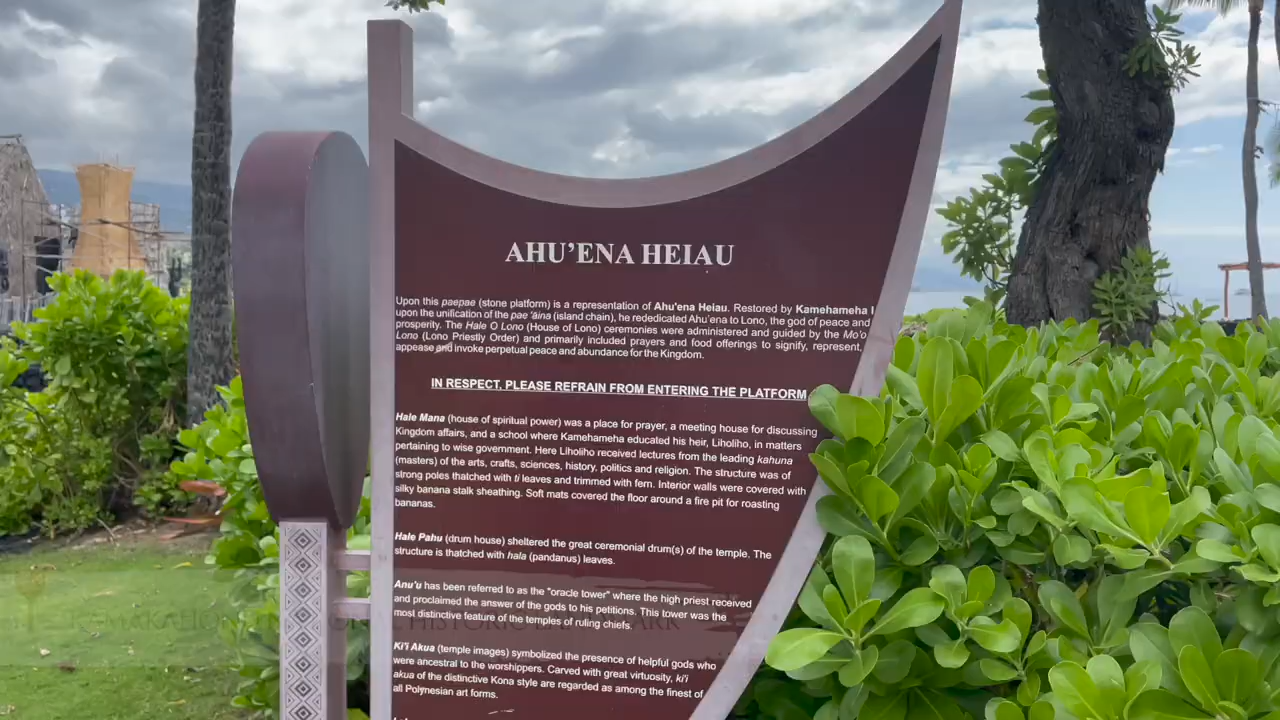 AHU'ENA HEIAU
Upon this paepae (stone platform) is a representation of Ahu'ena Heiau. Restored by Kamehameha I
upon the unification of the pae 'āina (island chain), he rededicated Ahu'ena to Lono, the god of peace and
prosperity. The Hale O Lono (House of Lono) ceremonies were administered and guided by the Mo'o
Lono (Lono Priestly Order) and primarily included prayers and food offerings to signify, represent,
appease and invoke perpetual peace and abundance for the Kingdom.
IN RESPECT, PLEASE REFRAIN FROM ENTERING THE PLATFORM
Hale Mana (house of spiritual power) was a place for prayer, a meeting house for discussing
Kingdom affairs, and a school where Kamehameha educated his heir, Liholiho, in matters
pertaining to wise government. Here Liholiho received lectures from the leading kahuna
(masters) of the arts, crafts, sciences, history, politics and religion. The structure was of
strong poles thatched with ti leaves and trimmed with fern. Interior walls were covered with
silky banana stalk sheathing. Soft mats covered the floor around a fire pit for roasting
bananas.
Hale Pahu (drum house) sheltered the great ceremonial drum(s) of the temple. The
structure is thatched with hala (pandanus) leaves.
Anu'u has been referred to as the "oracle tower" where the high priest received
and proclaimed the answer of the gods to his petitions. This tower was the
most distinctive feature of the temples of ruling chiefs.
Ki'i Akua (temple images) symbolized the presence of helpful gods who
were ancestral to the worshippers. Carved with great virtuosity, ki'i
akua of the distinctive Kona style are regarded as among the finest of
all Polynesian art forms.